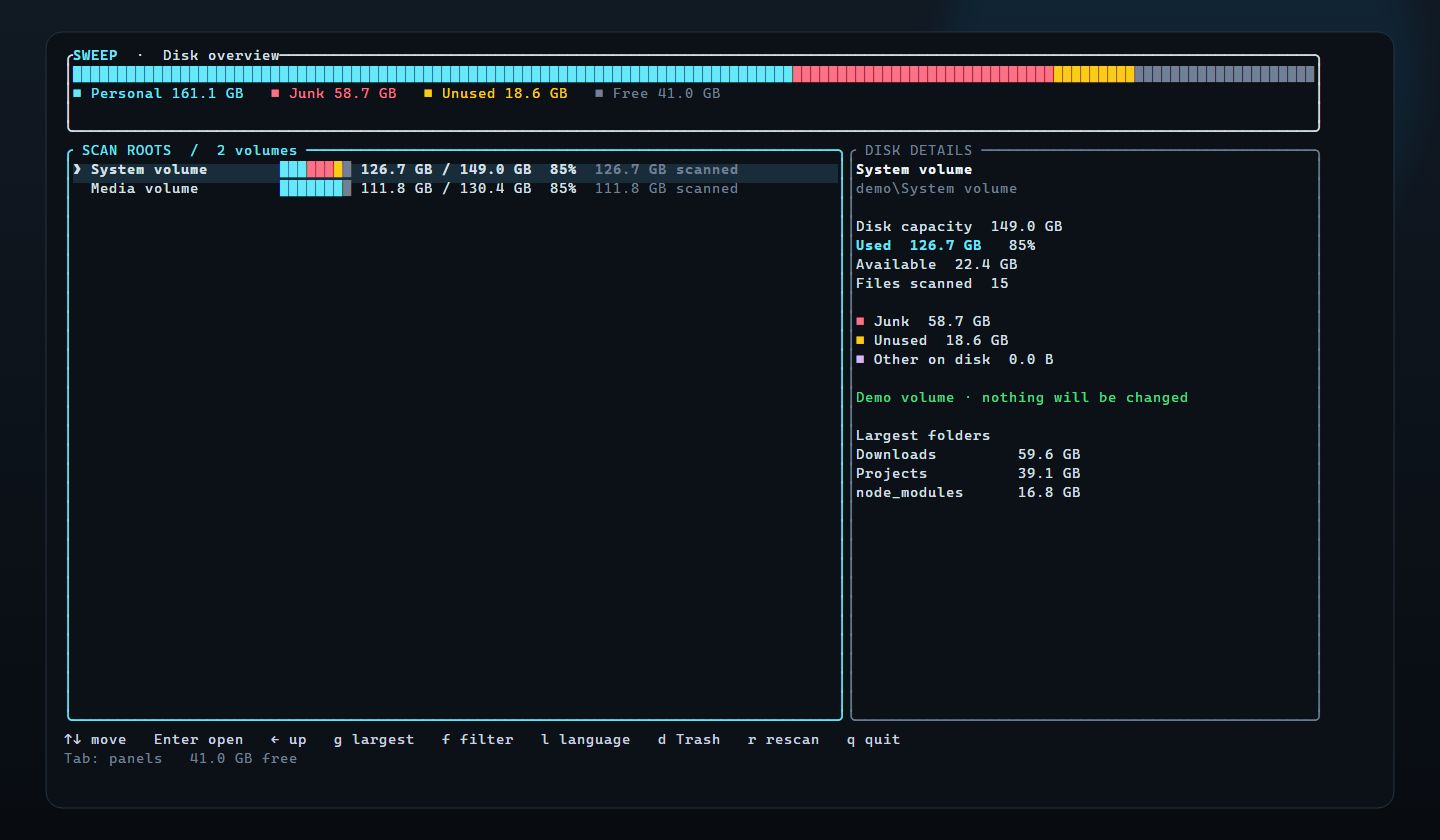 SWEEP · Disk overview
■ Personal 161.1 GB ■ Junk 58.7 GB ■ Unused 18.6 GB ■ Free 41.0 GB
SCAN ROOTS / 2 volumes
❯ System volume 126.7 GB / 149.0 GB 85% 126.7 GB scanned
Media volume 111.8 GB / 130.4 GB 85% 111.8 GB scanned
DISK DETAILS
System volume
demo\System volume
Disk capacity 149.0 GB
Used 126.7 GB 85%
Available 22.4 GB
Files scanned 15
■ Junk 58.7 GB
■ Unused 18.6 GB
■ Other on disk 0.0 B
Demo volume · nothing will be changed
Largest folders
Downloads 59.6 GB
Projects 39.1 GB
node_modules 16.8 GB
↑↓ move Enter open ← up g largest f filter l language d Trash r rescan q quit
Tab: panels 41.0 GB free